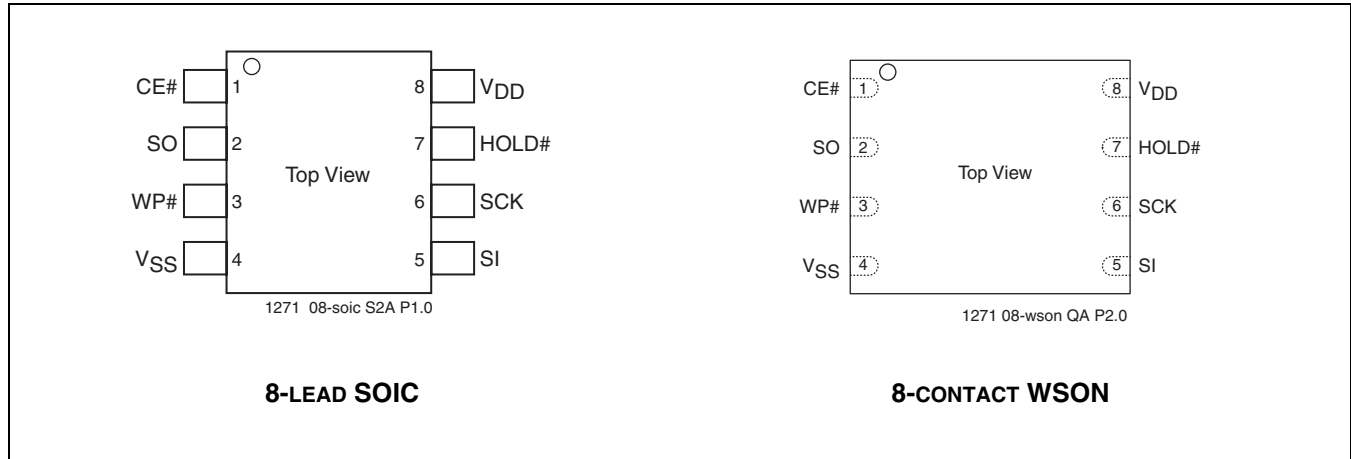 CE# 1 8 VDD
SO 2 7 HOLD#
Top View
WP# 3 6 SCK
VSS 4 5 SI
1271 08-soic S2A P1.0
8-LEAD SOIC
CE# 1 8 VDD
SO 2 7 HOLD#
Top View
WP# 3 6 SCK
VSS 4 5 SI
1271 08-wson QA P2.0
8-CONTACT WSON